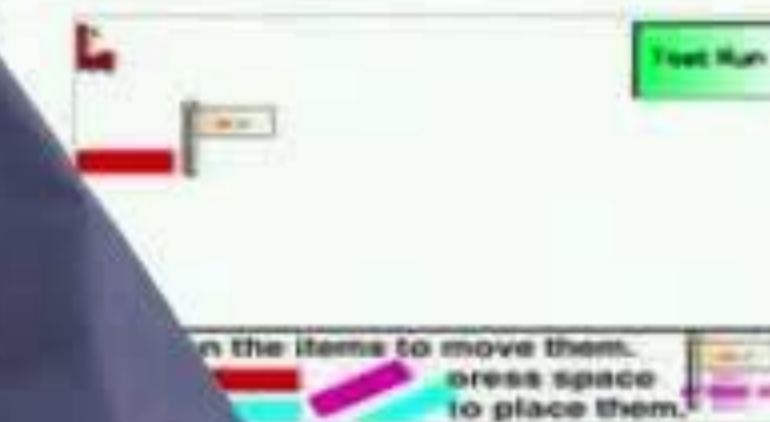 Test Run
n the items to move them.
press space
to place them.